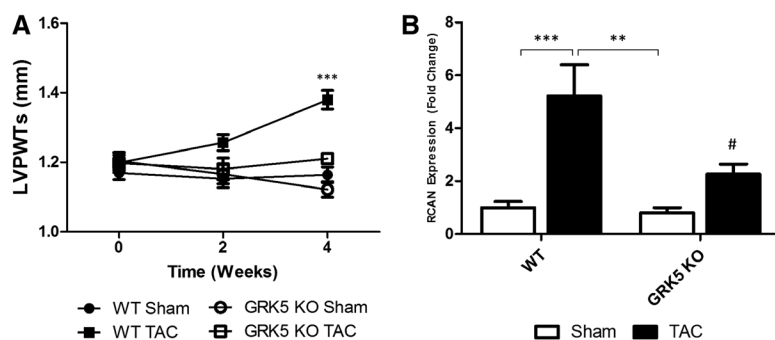 A
LVPWTs (mm)
1.6
1.4
1.2
1.0
***
0 2 4
Time (Weeks)
WT Sham
GRK5 KO Sham
WT TAC
GRK5 KO TAC
B
RCAN Expression (Fold Change)
8
6
4
2
0
*** **
#
WT
GRK5 KO
Sham
TAC